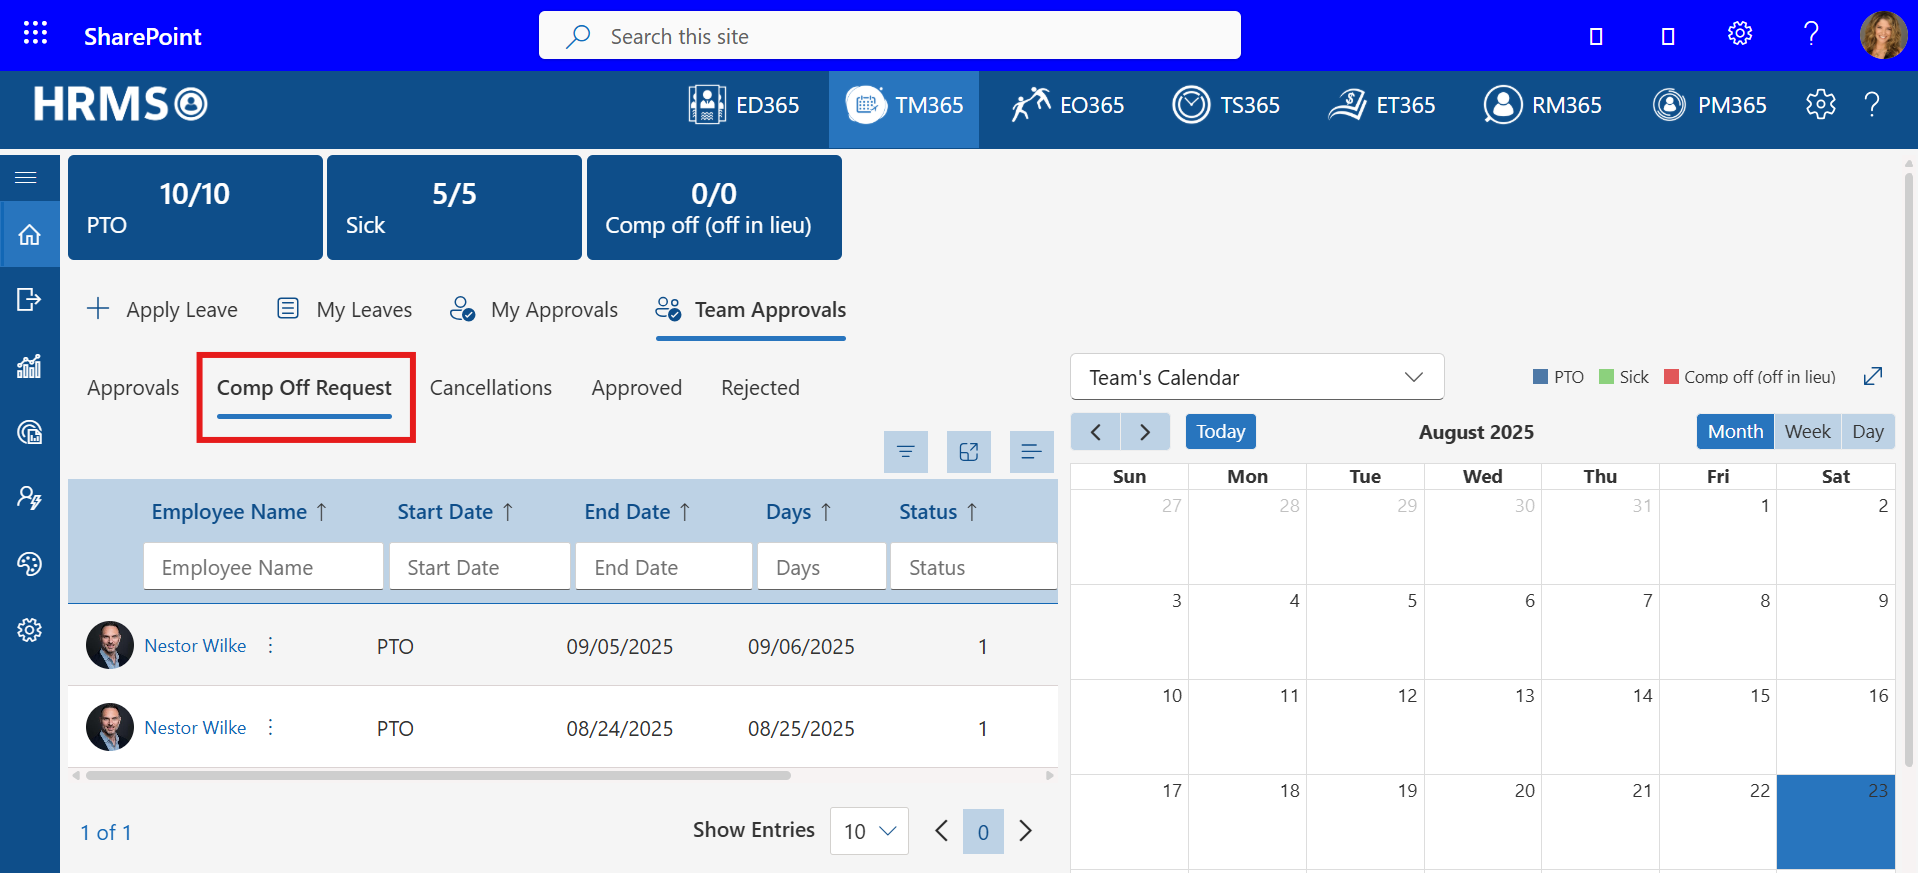 SharePoint
Search this site
?
HRMS
ED365
TM365
EO365
TS365
ET365
RM365
PM365
?
10/10
PTO
5/5
Sick
0/0
Comp off (off in lieu)
Apply Leave
My Leaves
My Approvals
Team Approvals
Approvals
Comp Off Request
Cancellations
Approved
Rejected
Employee Name ↑
Start Date ↑
End Date ↑
Days ↑
Status ↑
Employee Name
Start Date
End Date
Days
Status
Nestor Wilke
PTO
09/05/2025
09/06/2025
1
Nestor Wilke
PTO
08/24/2025
08/25/2025
1
1 of 1
Show Entries
10
0
Team's Calendar
PTO
Sick
Comp off (off in lieu)
Today
August 2025
Month
Week
Day
Sun Mon Tue Wed Thu Fri Sat
27 28 29 30 31 1 2
3 4 5 6 7 8 9
10 11 12 13 14 15 16
17 18 19 20 21 22 23